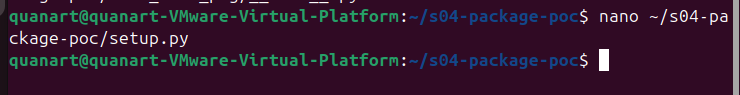 quanart@quanart-VMware-Virtual-Platform:~/s04-package-poc$ nano ~/s04-pa
ckage-poc/setup.py
quanart@quanart-VMware-Virtual-Platform:~/s04-package-poc$